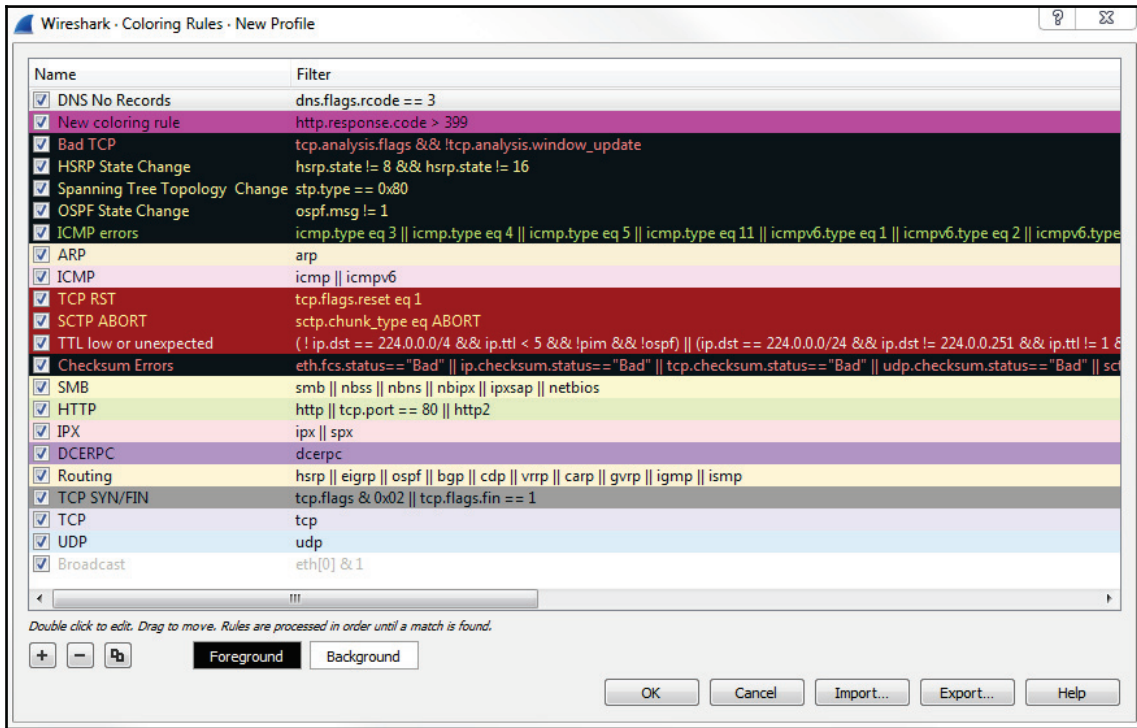 Wireshark · Coloring Rules · New Profile
Name Filter
DNS No Records dns.flags.rcode == 3
New coloring rule http.response.code > 399
Bad TCP tcp.analysis.flags && !tcp.analysis.window_update
HSRP State Change hsrp.state != 8 && hsrp.state != 16
Spanning Tree Topology Change stp.type == 0x80
OSPF State Change ospf.msg != 1
ICMP errors icmp.type eq 3 || icmp.type eq 4 || icmp.type eq 5 || icmp.type eq 11 || icmpv6.type eq 1 || icmpv6.type eq 2 || icmpv6.type
ARP arp
ICMP icmp || icmpv6
TCP RST tcp.flags.reset eq 1
SCTP ABORT sctp.chunk_type eq ABORT
TTL low or unexpected ( ! ip.dst == 224.0.0.0/4 && ip.ttl < 5 && !pim && !ospf) || (ip.dst == 224.0.0.0/24 && ip.dst != 224.0.0.251 && ip.ttl != 1
Checksum Errors eth.fcs.status=="Bad" || ip.checksum.status=="Bad" || tcp.checksum.status=="Bad" || udp.checksum.status=="Bad" ||
SMB smb || nbss || nbns || nbipx || ipxsap || netbios
HTTP http || tcp.port == 80 || http2
IPX ipx || spx
DCERPC dcerpc
Routing hsrp || eigrp || ospf || bgp || cdp || vrrp || carp || gvrp || igmp || ismp
TCP SYN/FIN tcp.flags & 0x02 || tcp.flags.fin == 1
TCP tcp
UDP udp
Broadcast eth[0] & 1
Double click to edit. Drag to move. Rules are processed in order until a match is found.
Foreground Background
OK Cancel Import... Export... Help